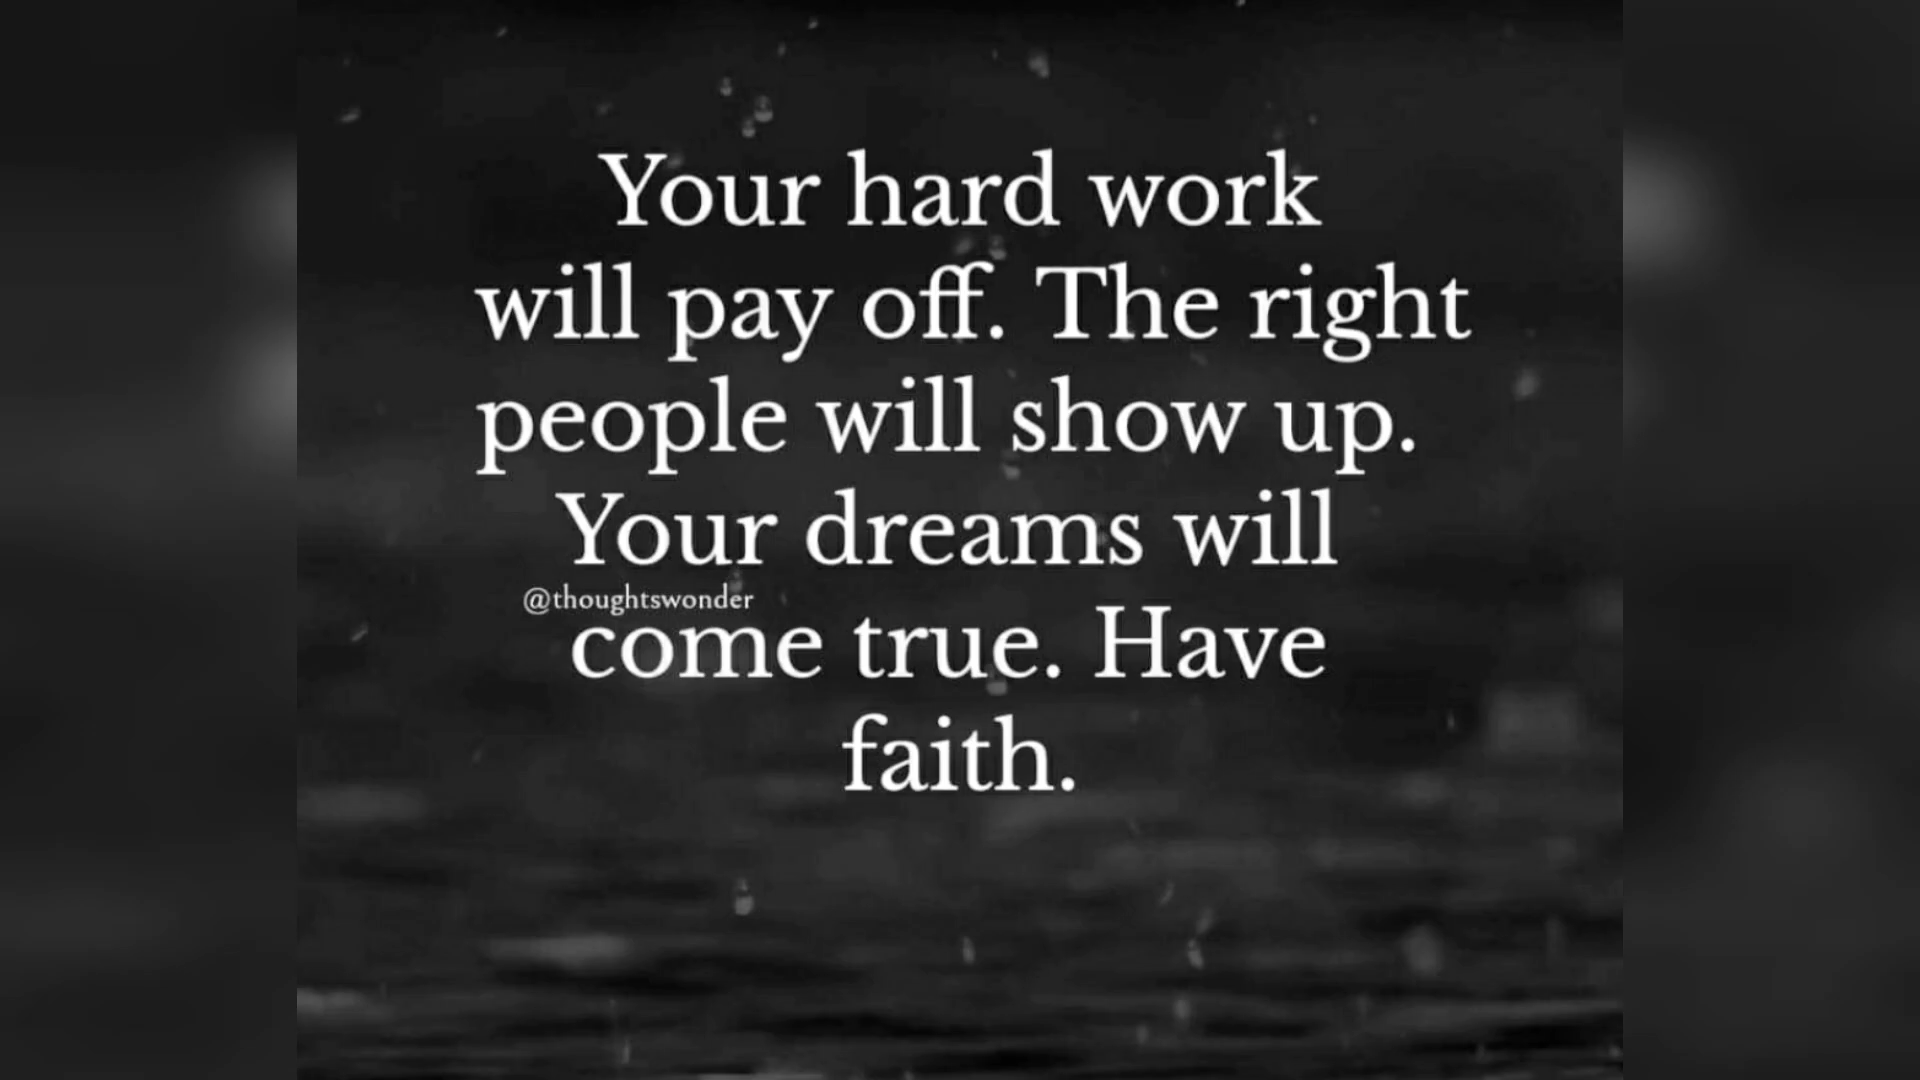 Your hard work
will pay off. The right
people will show up.
Your dreams will
@thoughtswonder
come true. Have
faith.